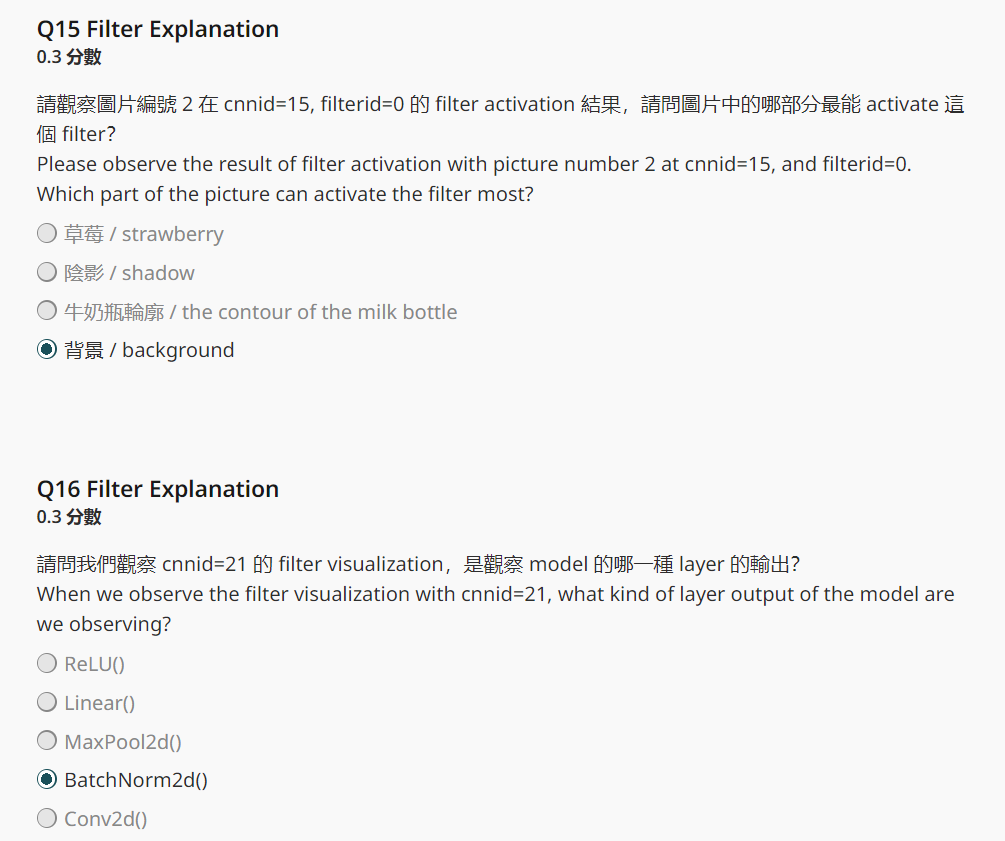 Q15 Filter Explanation
0.3 分數
請觀察圖片編號 2 在 cnnid=15, filterid=0 的 filter activation 結果，請問圖片中的哪部分最能 activate 這
個 filter?
Please observe the result of filter activation with picture number 2 at cnnid=15, and filterid=0.
Which part of the picture can activate the filter most?
草莓 / strawberry
陰影 / shadow
牛奶瓶輪廓 / the contour of the milk bottle
背景 / background
Q16 Filter Explanation
0.3 分數
請問我們觀察 cnnid=21 的 filter visualization，是觀察 model 的哪一種 layer 的輸出?
When we observe the filter visualization with cnnid=21, what kind of layer output of the model are
we observing?
ReLU()
Linear()
MaxPool2d()
BatchNorm2d()
Conv2d()